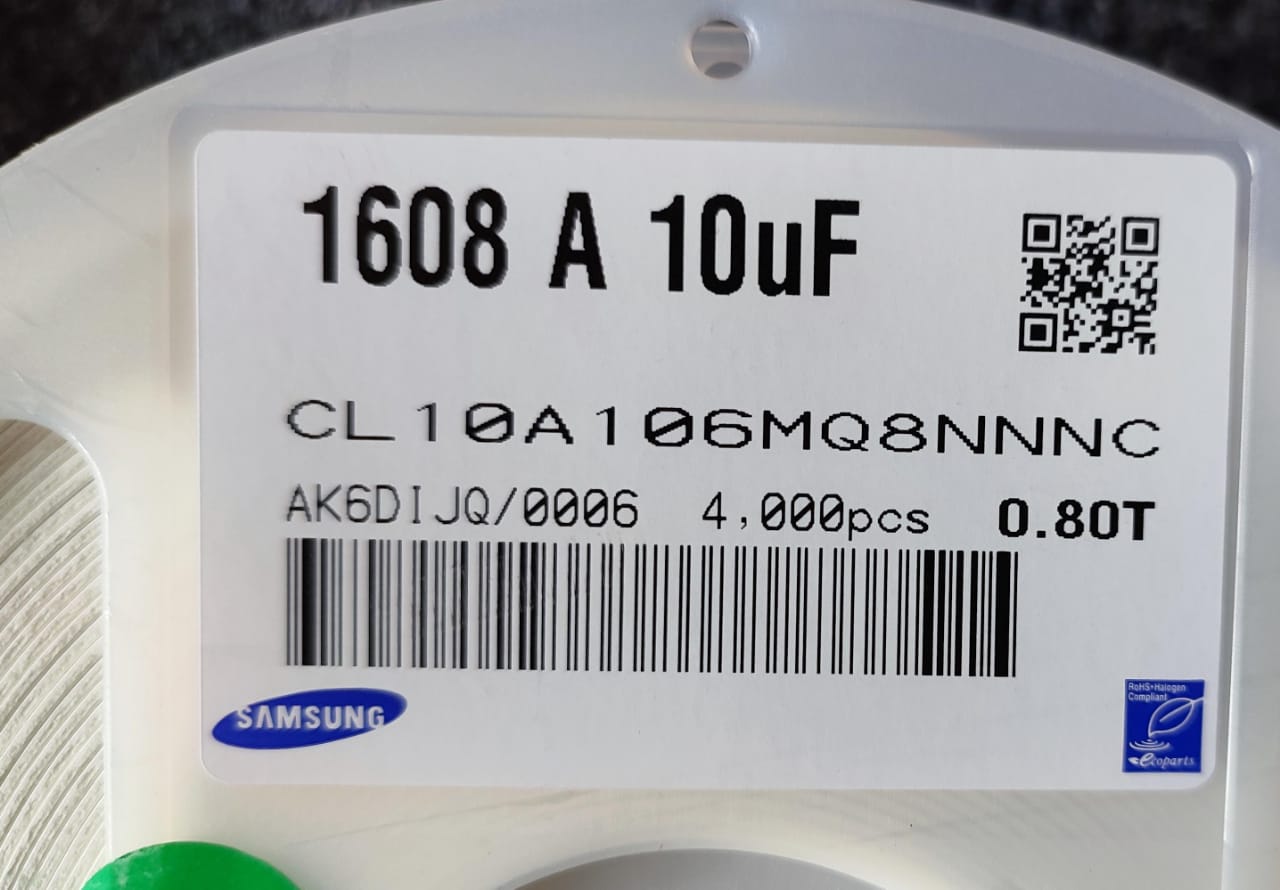 1608 A 10uF
CL10A106MQ8NNNC
AK6DIJQ/0006 4,000pcs 0.80T
SAMSUNG
RoHS•Halogen
Compliant
ecoparts